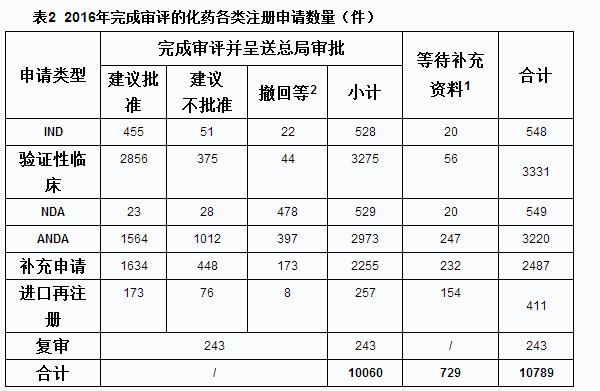 表2 2016年完成审评的化药各类注册申请数量（件）
申请类型 完成审评并呈送总局审批 等待补充资料1 合计
建议批准 建议不批准 撤回等2 小计
IND 455 51 22 528 20 548
验证性临床 2856 375 44 3275 56 3331
NDA 23 28 478 529 20 549
ANDA 1564 1012 397 2973 247 3220
补充申请 1634 448 173 2255 232 2487
进口再注册 173 76 8 257 154 411
复审 243 243 / 243
合计 / 10060 729 10789